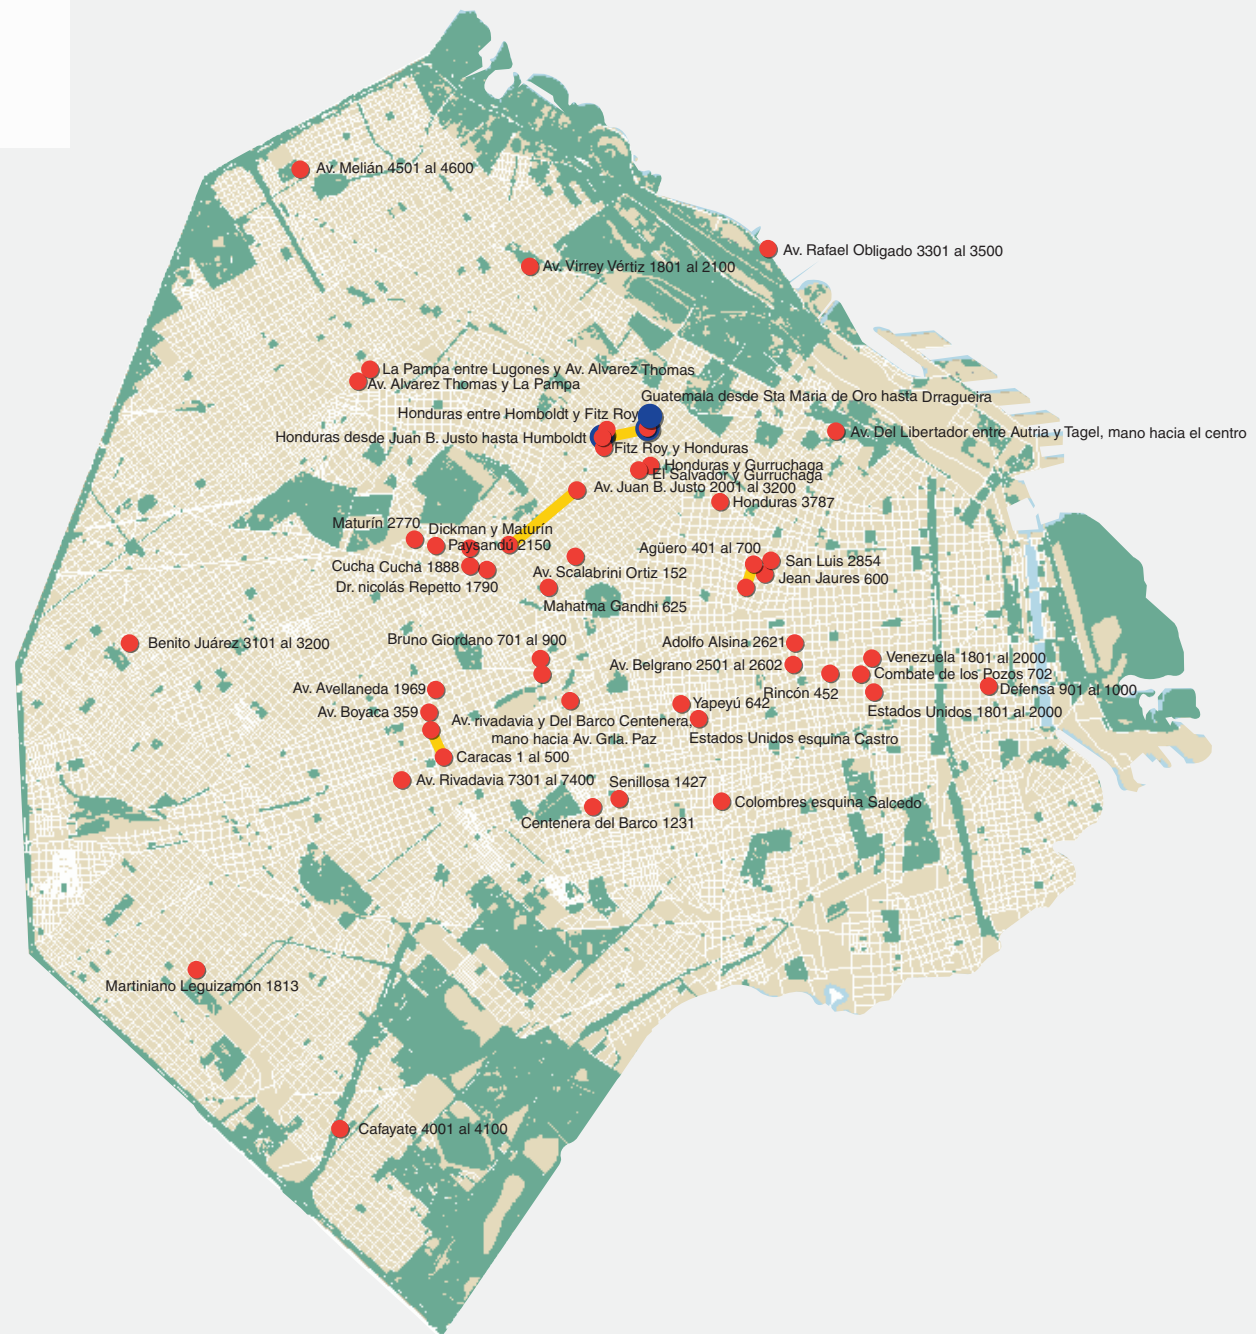 Av. Melián 4501 al 4600
Av. Rafael Obligado 3301 al 3500
Av. Virrey Vértiz 1801 al 2100
La Pampa entre Lugones y Av. Alvarez Thomas
Av. Alvarez Thomas y La Pampa
Guatemala desde Sta Maria de Oro hasta Drragueira
Honduras entre Homboldt y Fitz Roy
Av. Del Libertador entre Autria y Tagel, mano hacia el centro
Honduras desde Juan B. Justo hasta Humboldt
Fitz Roy y Honduras
Honduras y Gurruchaga
El Salvador y Gurruchaga
Av. Juan B. Justo 2001 al 3200
Honduras 3787
Maturín 2770
Dickman y Maturín
Paysandú 2150
Agüero 401 al 700
San Luis 2854
Cucha Cucha 1888
Av. Scalabrini Ortiz 152
Jean Jaures 600
Dr. nicolás Repetto 1790
Mahatma Gandhi 625
Benito Juárez 3101 al 3200
Bruno Giordano 701 al 900
Adolfo Alsina 2621
Venezuela 1801 al 2000
Av. Belgrano 2501 al 2602
Combate de los Pozos 702
Av. Avellaneda 1969
Rincón 452
Defensa 901 al 1000
Yapeyú 642
Av. Boyaca 359
Estados Unidos 1801 al 2000
Av. rivadavia y Del Barco Centenera,
mano hacia Av. Grla. Paz
Estados Unidos esquina Castro
Caracas 1 al 500
Av. Rivadavia 7301 al 7400
Senillosa 1427
Colombres esquina Salcedo
Centenera del Barco 1231
Martiniano Leguizamón 1813
Cafayate 4001 al 4100